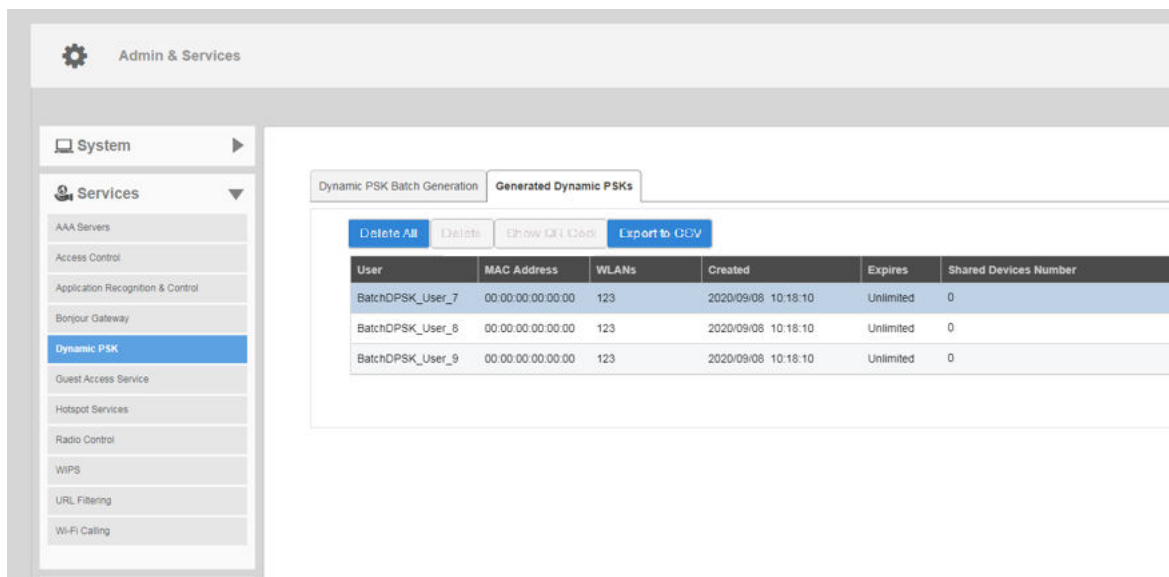 Admin & Services
System
Services
AAA Servers
Access Control
Application Recognition & Control
Bonjour Gateway
Dynamic PSK
Guest Access Service
Hotspot Services
Radio Control
WIPS
URL Filtering
Wi-Fi Calling
Dynamic PSK Batch Generation Generated Dynamic PSKs
Delete All Delete Show QR Code Export to CSV
User MAC Address WLANs Created Expires Shared Devices Number
BatchDPSK_User_7 00:00:00:00:00:00 123 2020/09/08 10:18:10 Unlimited 0
BatchDPSK_User_8 00:00:00:00:00:00 123 2020/09/08 10:18:10 Unlimited 0
BatchDPSK_User_9 00:00:00:00:00:00 123 2020/09/08 10:18:10 Unlimited 0